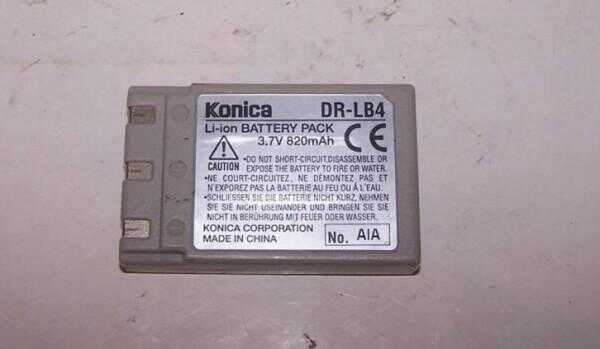 Konica DR-LB4
Li-ion BATTERY PACK
3.7V 820mAh CE
CAUTION
•DO NOT SHORT-CIRCUIT,DISASSEMBLE OR
EXPOSE THE BATTERY TO FIRE OR WATER.
•NE COURT-CIRCUITEZ, NE DÉMONTEZ PAS ET
N'EXPOREZ PAS LA BATTERIE AU FEU OU À L'EAU.
•SCHLIESSEN SIE DIE BATTERIE NICHT KURZ, NEHMEN
SIE SIE NICHT USEINANDER UND BRINGEN SIE SIE
NICHT IN BERÜHRUNG MIT FEUER ODER WASSER.
KONICA CORPORATION
MADE IN CHINA
No. A1A